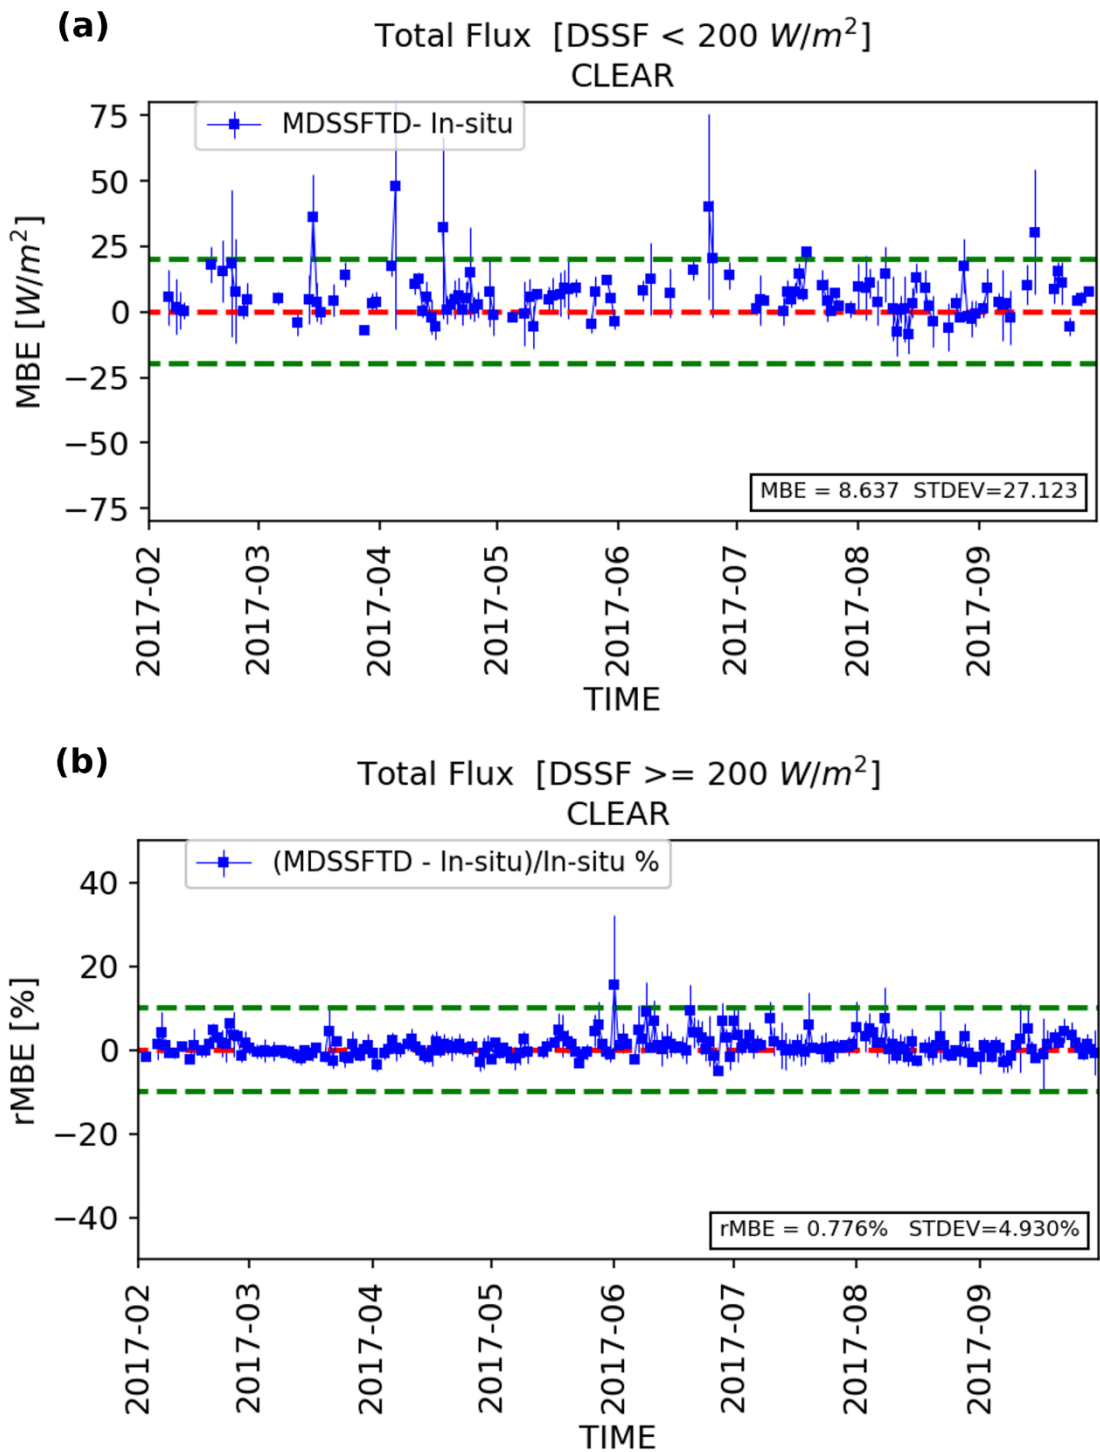 (a)
Total Flux [DSSF < 200 W/m²]
CLEAR
MDSSFTD- In-situ
75
50
25
0
−25
−50
−75
MBE [W/m²]
MBE = 8.637 STDEV=27.123
2017-02
2017-03
2017-04
2017-05
2017-06
2017-07
2017-08
2017-09
TIME
(b)
Total Flux [DSSF >= 200 W/m²]
CLEAR
(MDSSFTD - In-situ)/In-situ %
40
20
0
−20
−40
rMBE [%]
rMBE = 0.776% STDEV=4.930%
2017-02
2017-03
2017-04
2017-05
2017-06
2017-07
2017-08
2017-09
TIME